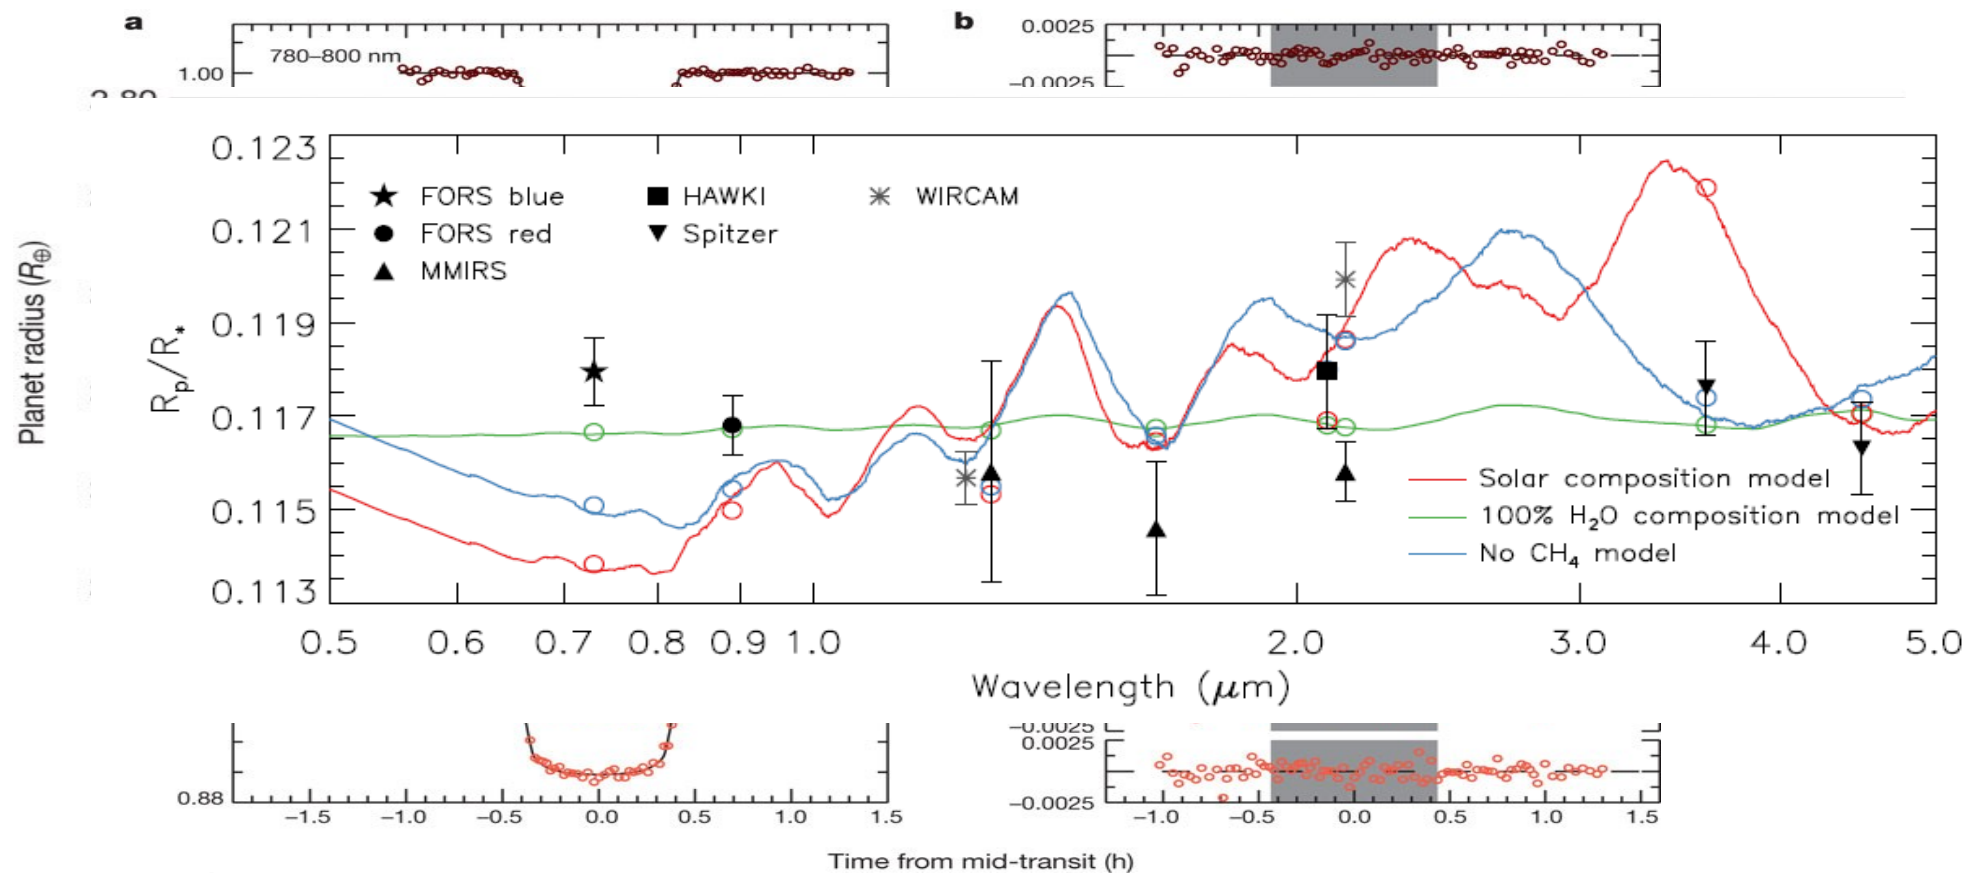 a
b
780–800 nm
1.00
0.0025
−0.0025
0.123
0.121
0.119
0.117
0.115
0.113
Planet radius (R⊕)
Rp/R*
FORS blue
HAWKI
WIRCAM
FORS red
Spitzer
MMIRS
Solar composition model
100% H₂O composition model
No CH₄ model
0.5 0.6 0.7 0.8 0.9 1.0 2.0 3.0 4.0 5.0
Wavelength (μm)
−0.0025
0.0025
0.88
−0.0025
−1.5 −1.0 −0.5 0.0 0.5 1.0 1.5
−1.0 −0.5 0.0 0.5 1.0 1.5
Time from mid-transit (h)